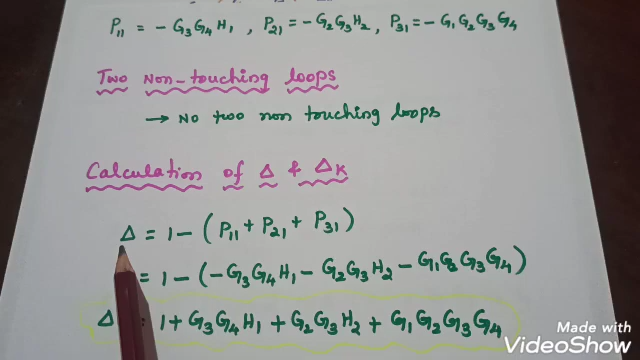 P₁₁ = - G₃G₄H₁ , P₂₁ = - G₂G₃H₂ , P₃₁ = - G₁G₂G₃G₄
Two Non-touching loops
→ No two non touching loops
Calculation of Δ & Δₖ
Δ = 1 - ( P₁₁ + P₂₁ + P₃₁ )
= 1 - ( - G₃G₄H₁ - G₂G₃H₂ - G₁G₂G₃G₄ )
Δ = 1 + G₃G₄H₁ + G₂G₃H₂ + G₁G₂G₃G₄
Made with
VideoShow